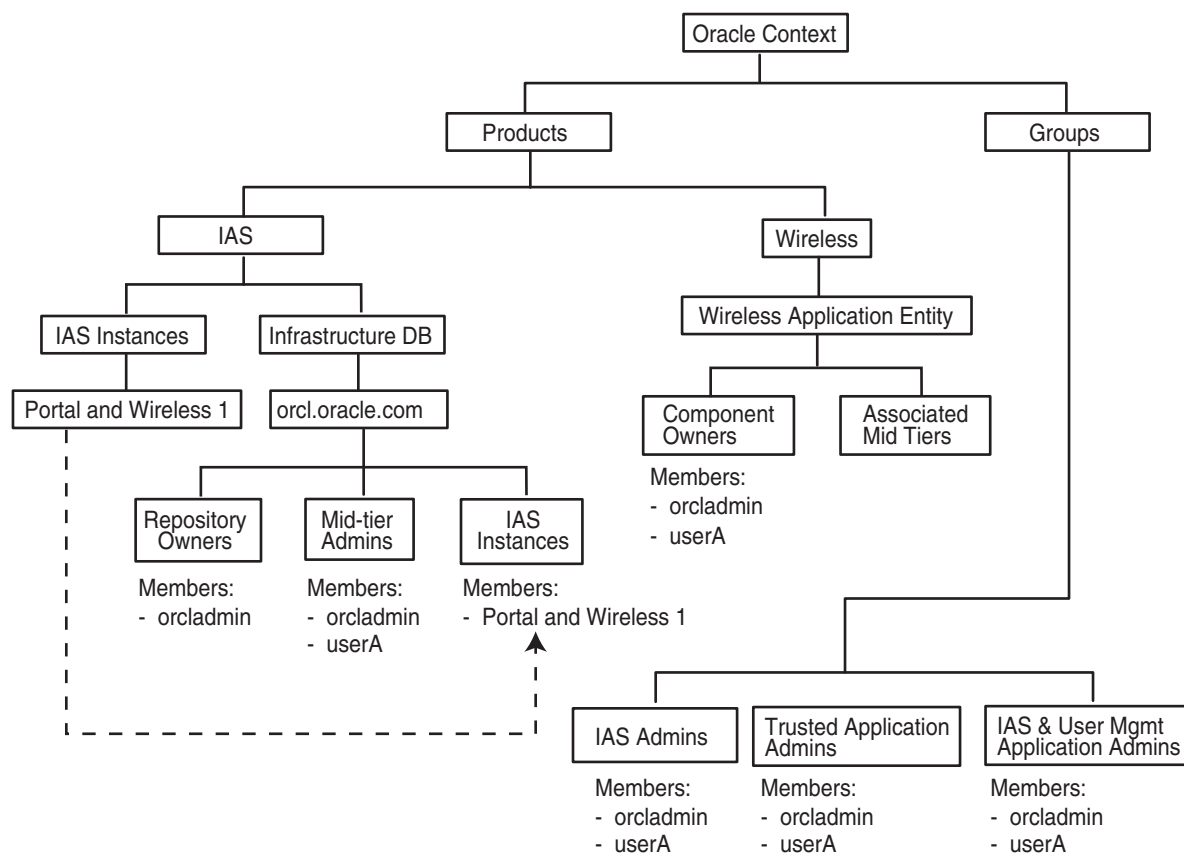 Oracle Context
Products
Groups
IAS
Wireless
IAS Instances
Infrastructure DB
Wireless Application Entity
Portal and Wireless 1
orcl.oracle.com
Component
Owners
Associated
Mid Tiers
Members:
- orcladmin
- userA
Repository
Owners
Mid-tier
Admins
IAS
Instances
Members:
- orcladmin
Members:
- orcladmin
- userA
Members:
- Portal and Wireless 1
IAS Admins
Trusted Application
Admins
IAS & User Mgmt
Application Admins
Members:
- orcladmin
- userA
Members:
- orcladmin
- userA
Members:
- orcladmin
- userA